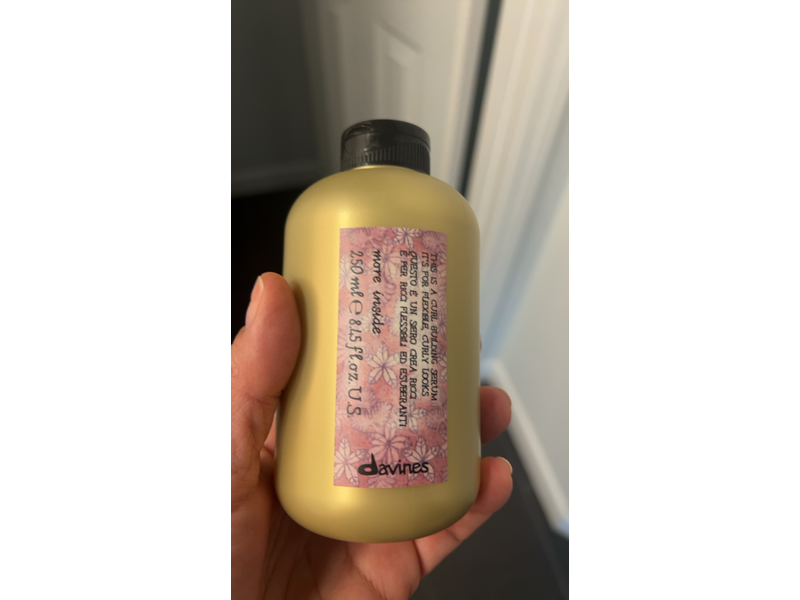 THIS IS A CURL BUILDING SERUM
IT'S FOR FLEXIBLE, CURLY LOOKS
QUESTO È UN SIERO CREA RICCI
E PER RICCI FLESSIBILI ED ESUBERANTI
more inside
250 ml ℮ 8.45 fl.oz. U.S.
davines